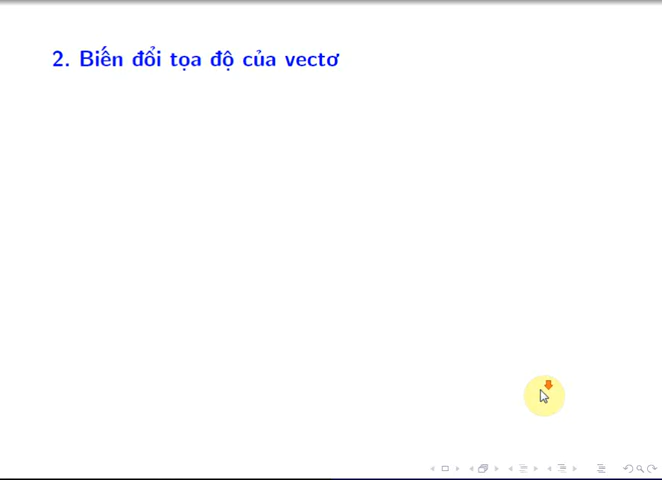 2. Biến đổi tọa độ của vectơ